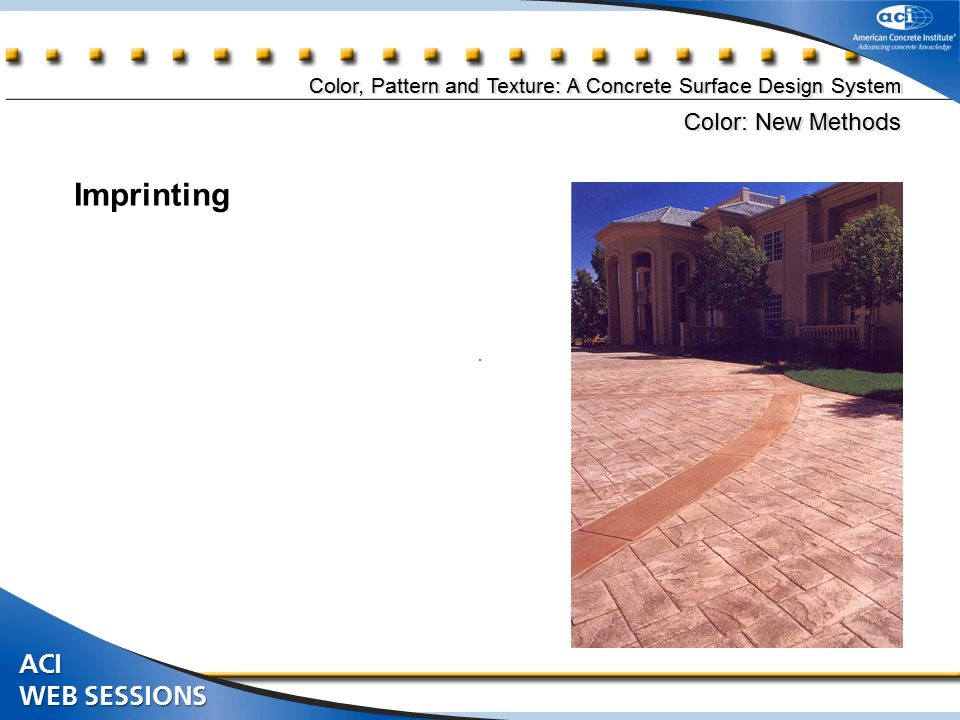 aci
American Concrete Institute®
Advancing concrete knowledge
Color, Pattern and Texture: A Concrete Surface Design System
Color: New Methods
Imprinting
.
ACI
WEB SESSIONS